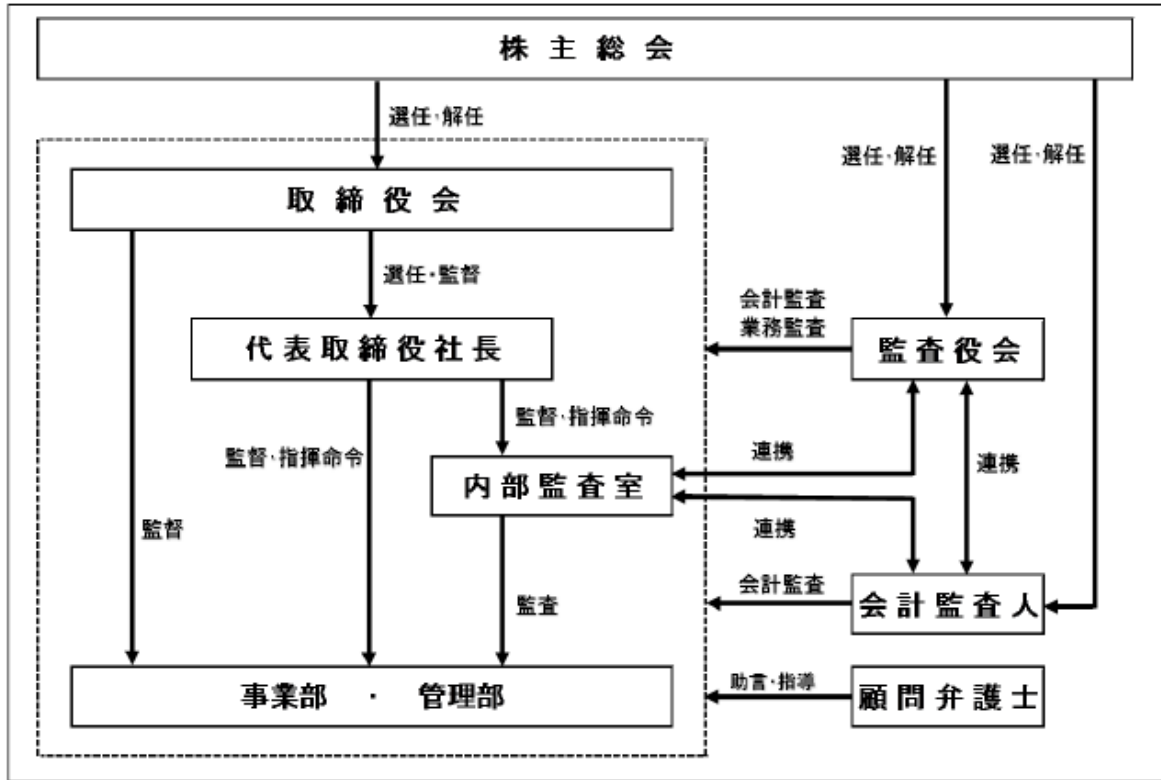 株主総会
選任・解任
選任・解任
選任・解任
取締役会
選任・監督
会計監査
業務監査
代表取締役社長
監査役会
監督・指揮命令
監督・指揮命令
連携
連携
内部監査室
監督
連携
監査
会計監査
会計監査人
事業部 ・ 管理部
助言・指導
顧問弁護士